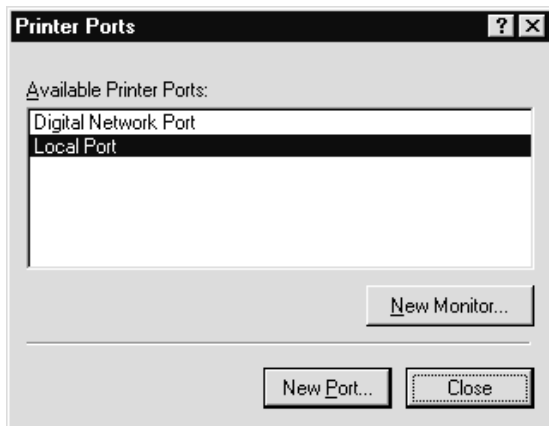 Printer Ports
Available Printer Ports:
Digital Network Port
Local Port
New Monitor...
New Port...
Close